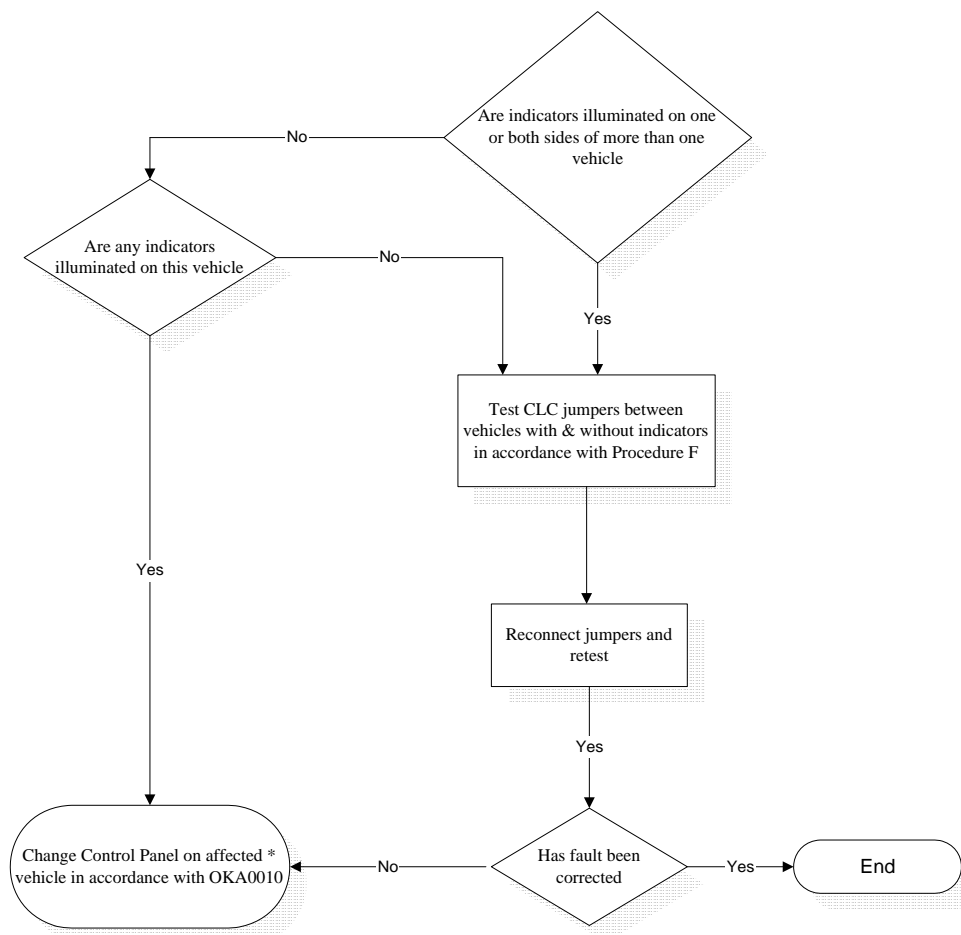 Are indicators illuminated on one
or both sides of more than one
vehicle
No
Are any indicators
illuminated on this vehicle
No
Yes
Test CLC jumpers between
vehicles with & without indicators
in accordance with Procedure F
Yes
Reconnect jumpers and
retest
Yes
Change Control Panel on affected *
vehicle in accordance with OKA0010
No
Has fault been
corrected
Yes
End